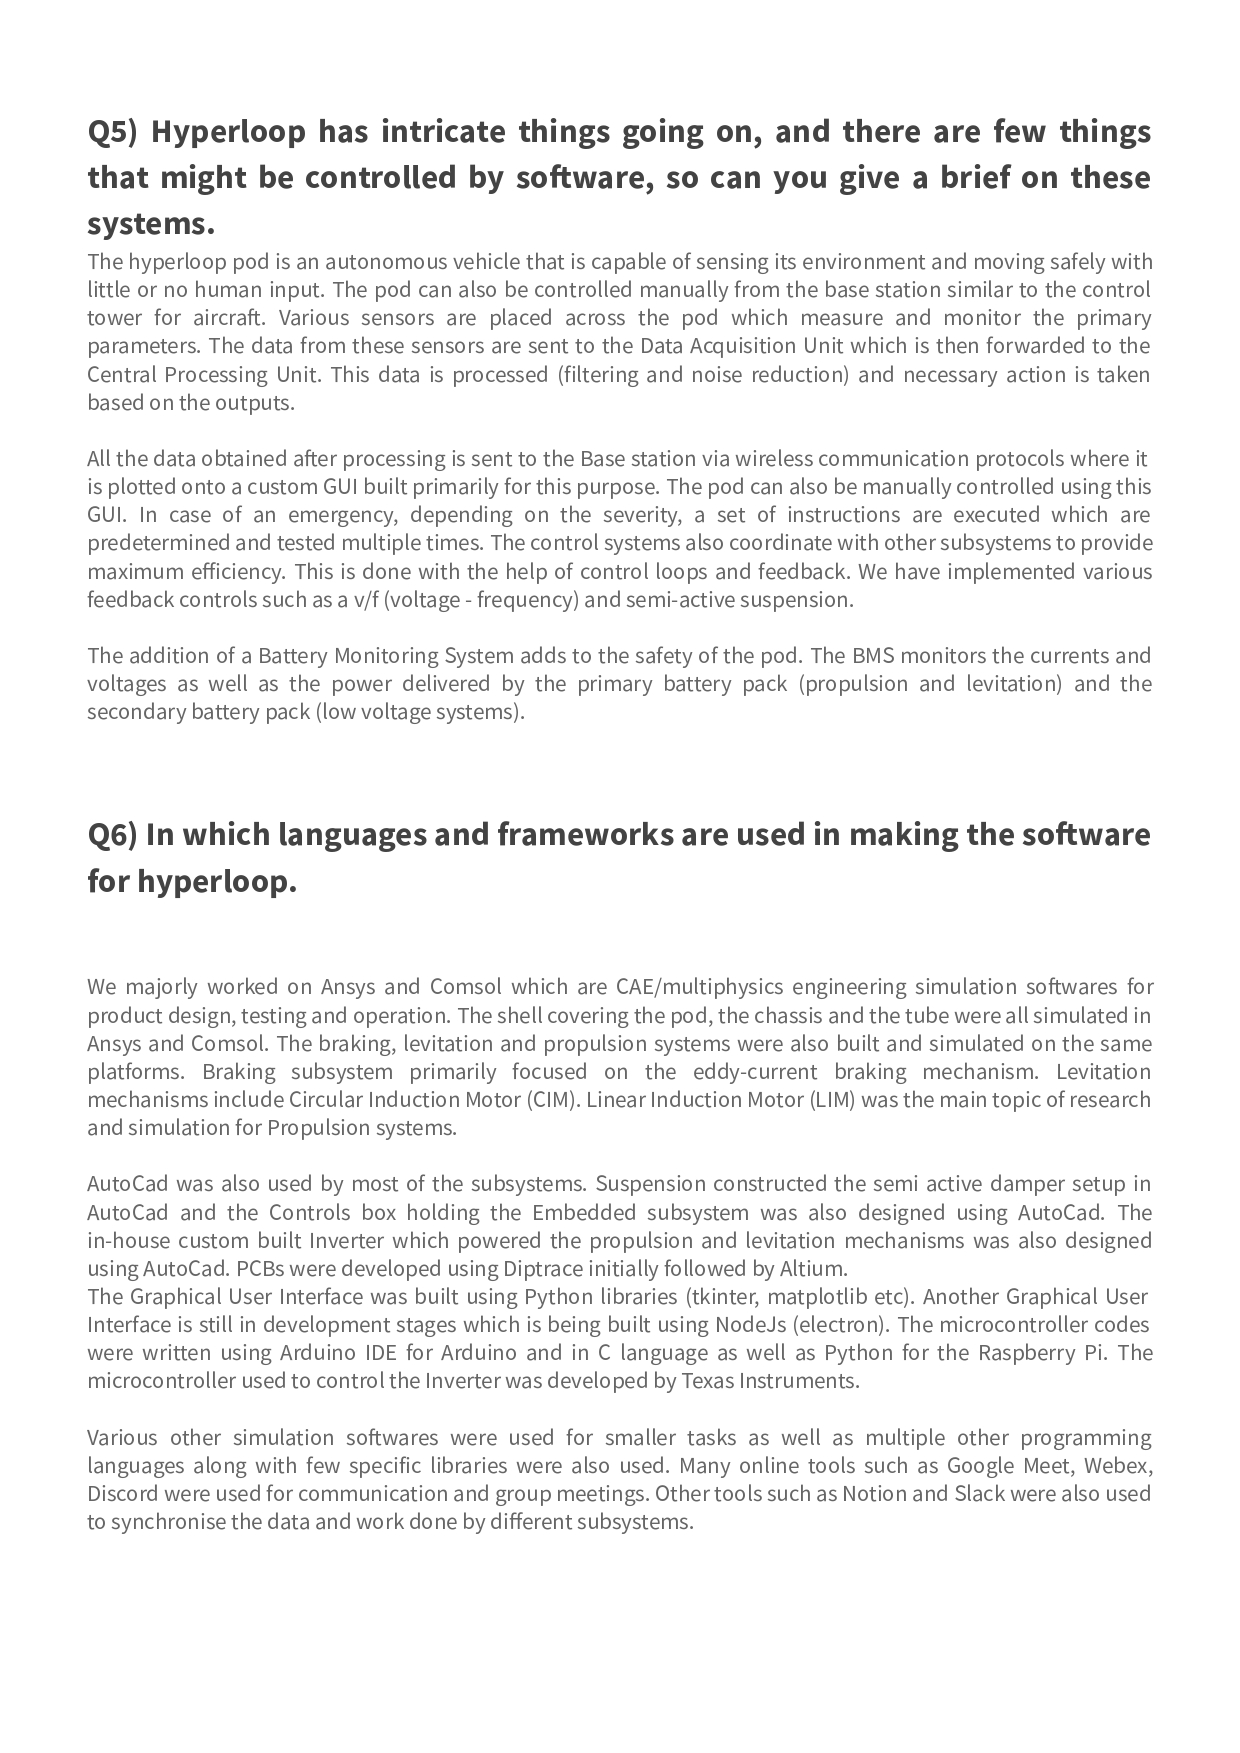 Q5) Hyperloop has intricate things going on, and there are few things
that might be controlled by software, so can you give a brief on these
systems.
The hyperloop pod is an autonomous vehicle that is capable of sensing its environment and moving safely with
little or no human input. The pod can also be controlled manually from the base station similar to the control
tower for aircraft. Various sensors are placed across the pod which measure and monitor the primary
parameters. The data from these sensors are sent to the Data Acquisition Unit which is then forwarded to the
Central Processing Unit. This data is processed (filtering and noise reduction) and necessary action is taken
based on the outputs.
All the data obtained after processing is sent to the Base station via wireless communication protocols where it
is plotted onto a custom GUI built primarily for this purpose. The pod can also be manually controlled using this
GUI. In case of an emergency, depending on the severity, a set of instructions are executed which are
predetermined and tested multiple times. The control systems also coordinate with other subsystems to provide
maximum efficiency. This is done with the help of control loops and feedback. We have implemented various
feedback controls such as a v/f (voltage - frequency) and semi-active suspension.
The addition of a Battery Monitoring System adds to the safety of the pod. The BMS monitors the currents and
voltages as well as the power delivered by the primary battery pack (propulsion and levitation) and the
secondary battery pack (low voltage systems).
Q6) In which languages and frameworks are used in making the software
for hyperloop.
We majorly worked on Ansys and Comsol which are CAE/multiphysics engineering simulation softwares for
product design, testing and operation. The shell covering the pod, the chassis and the tube were all simulated in
Ansys and Comsol. The braking, levitation and propulsion systems were also built and simulated on the same
platforms. Braking subsystem primarily focused on the eddy-current braking mechanism. Levitation
mechanisms include Circular Induction Motor (CIM). Linear Induction Motor (LIM) was the main topic of research
and simulation for Propulsion systems.
AutoCad was also used by most of the subsystems. Suspension constructed the semi active damper setup in
AutoCad and the Controls box holding the Embedded subsystem was also designed using AutoCad. The
in-house custom built Inverter which powered the propulsion and levitation mechanisms was also designed
using AutoCad. PCBs were developed using Diptrace initially followed by Altium.
The Graphical User Interface was built using Python libraries (tkinter, matplotlib etc). Another Graphical User
Interface is still in development stages which is being built using NodeJs (electron). The microcontroller codes
were written using Arduino IDE for Arduino and in C language as well as Python for the Raspberry Pi. The
microcontroller used to control the Inverter was developed by Texas Instruments.
Various other simulation softwares were used for smaller tasks as well as multiple other programming
languages along with few specific libraries were also used. Many online tools such as Google Meet, Webex,
Discord were used for communication and group meetings. Other tools such as Notion and Slack were also used
to synchronise the data and work done by different subsystems.